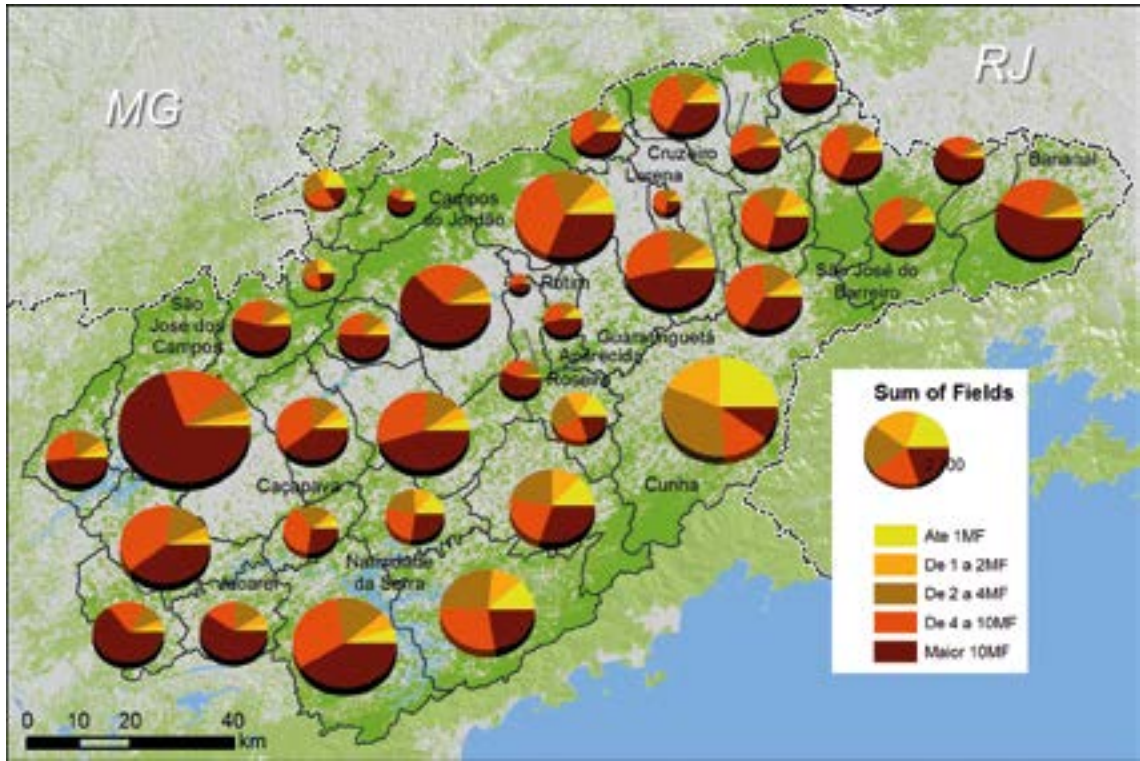 MG
RJ
Cruzeiro
Lorena
Bananal
Campos
do Jordão
São José do
Barreiro
Potim
São
José dos
Campos
Guaratinguetá
Aparecida
Roseira
Caçapava
Cunha
Natividade
da Serra
Jacareí
Sum of Fields
Ate 1MF
De 1 a 2MF
De 2 a 4MF
De 4 a 10MF
Maior 10MF
0 10 20 40
km